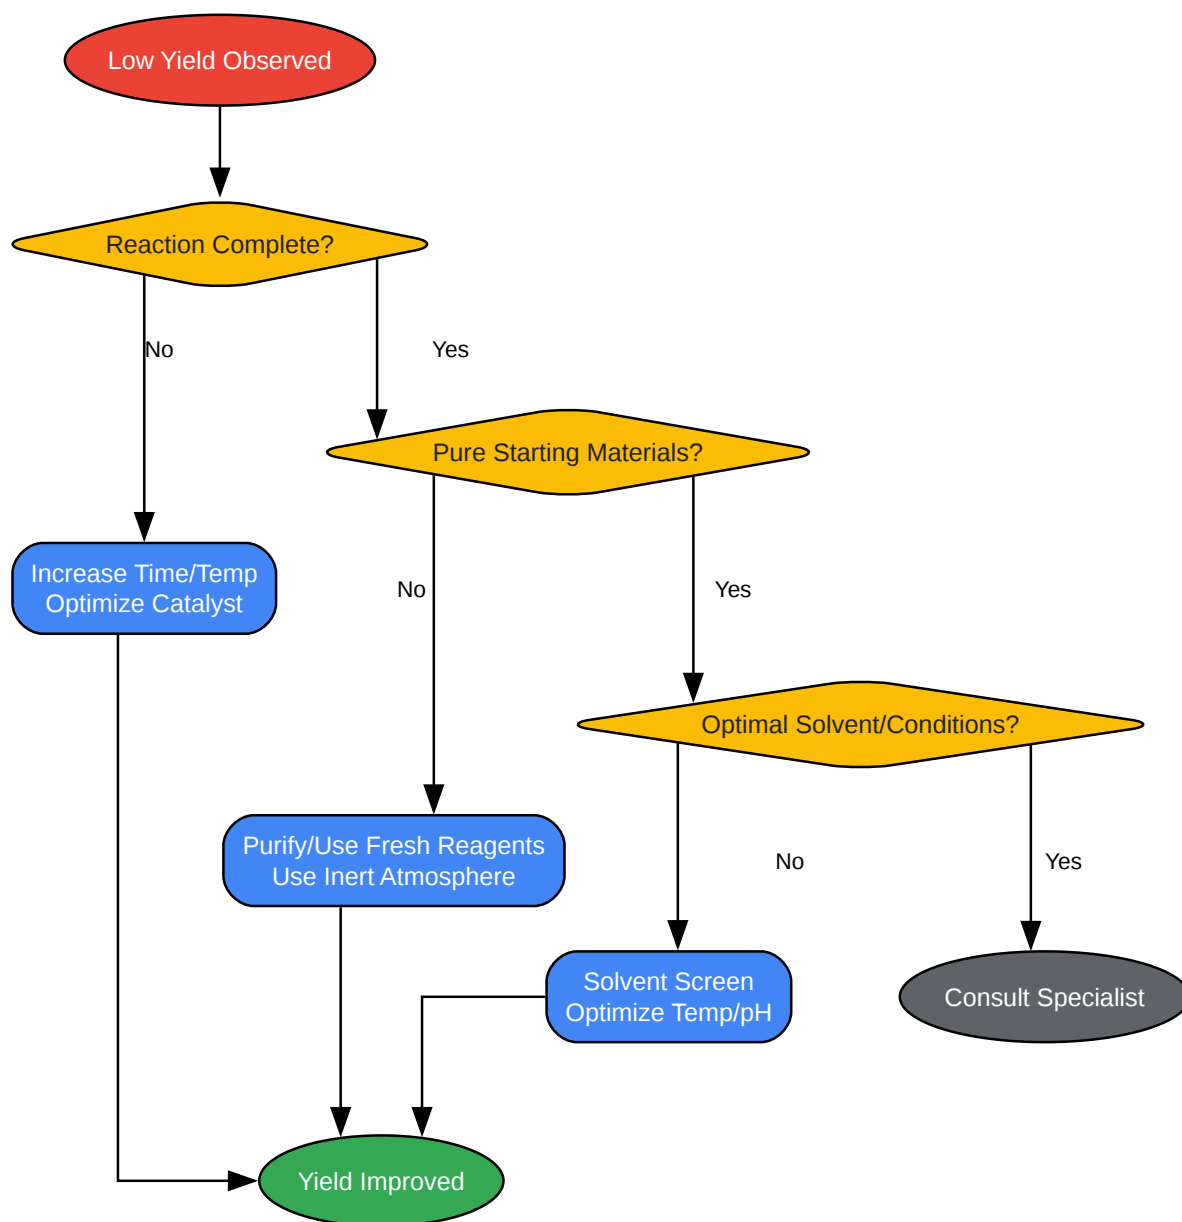 Low Yield Observed
Reaction Complete?
No
Yes
Pure Starting Materials?
Increase Time/Temp
Optimize Catalyst
No
Yes
Optimal Solvent/Conditions?
Purify/Use Fresh Reagents
Use Inert Atmosphere
No
Yes
Solvent Screen
Optimize Temp/pH
Consult Specialist
Yield Improved